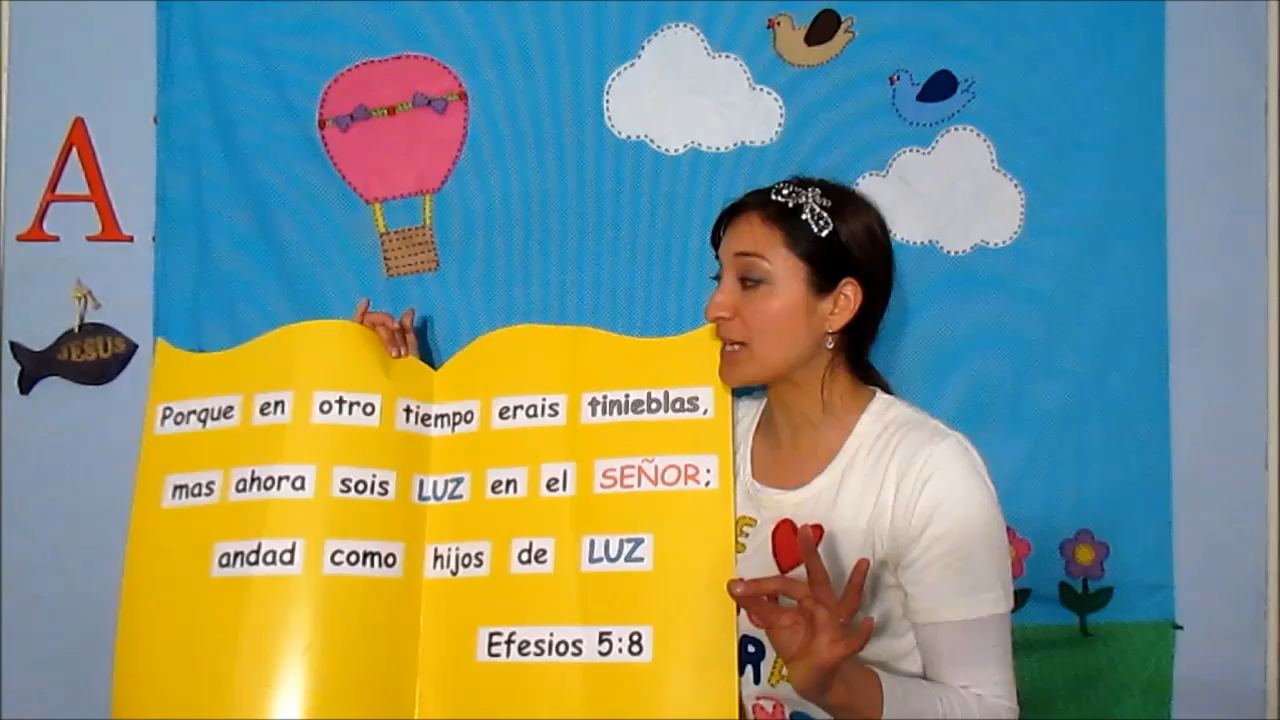 A
JESUS
Porque en otro tiempo erais tinieblas,
mas ahora sois LUZ en el SEÑOR;
andad como hijos de LUZ
Efesios 5:8